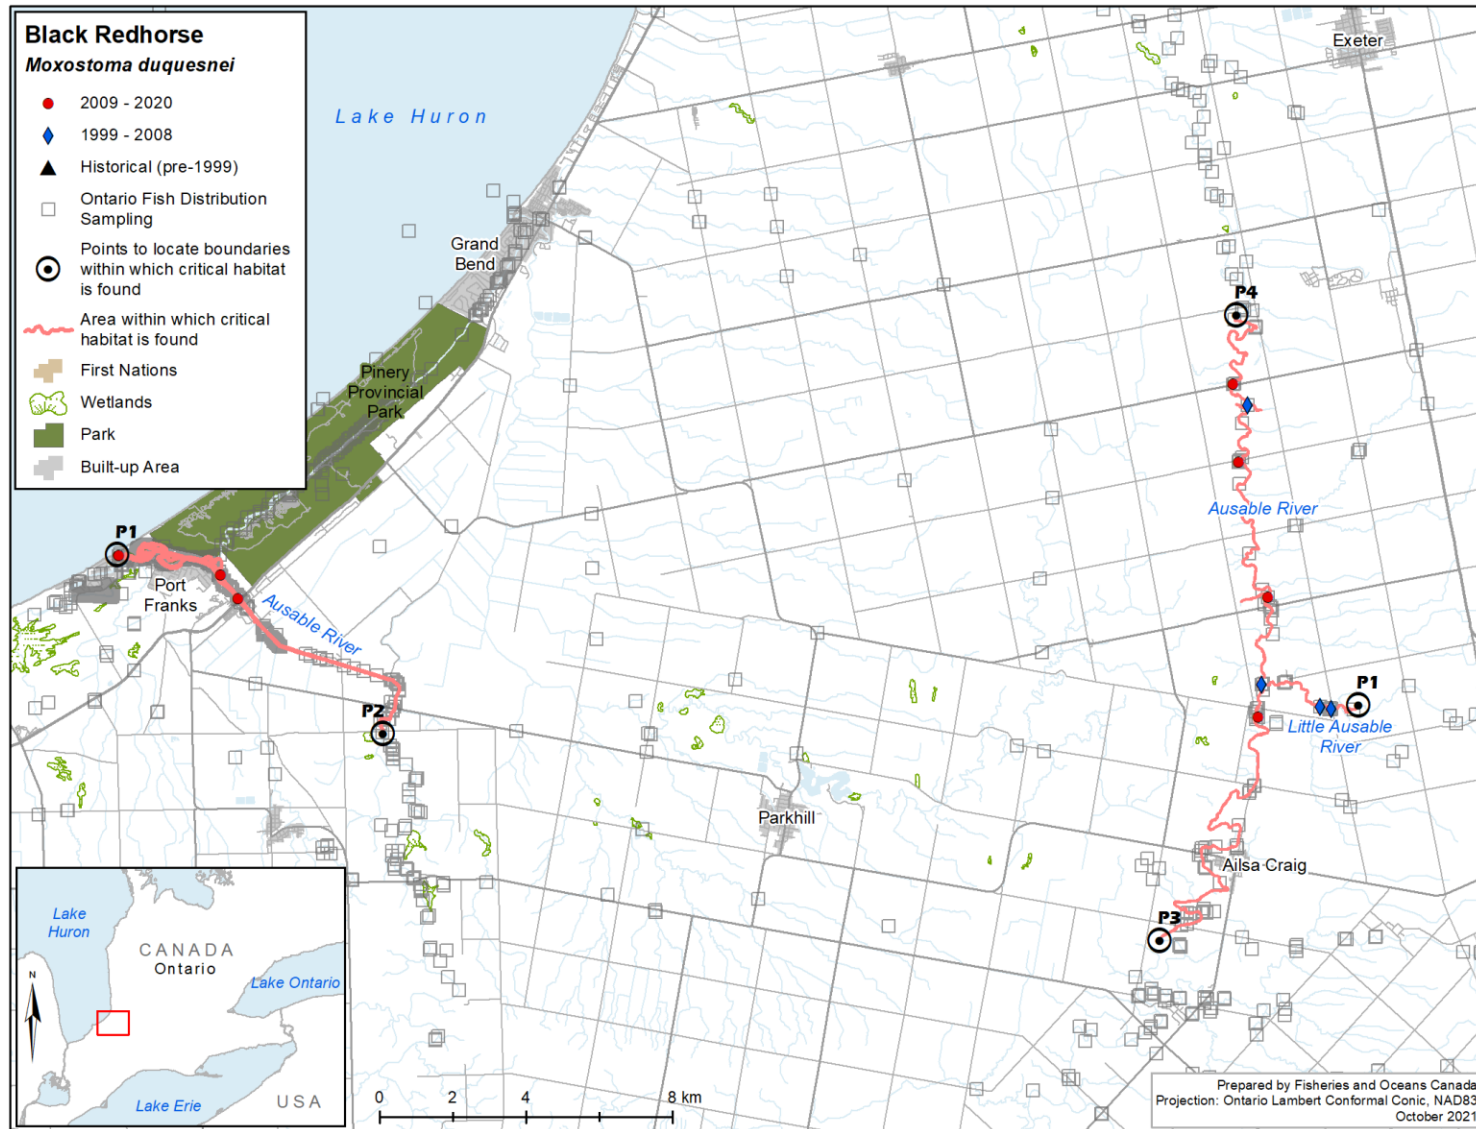 Black Redhorse
Moxostoma duquesnei
2009 - 2020
1999 - 2008
Historical (pre-1999)
Ontario Fish Distribution
Sampling
Points to locate boundaries
within which critical habitat
is found
Area within which critical
habitat is found
First Nations
Wetlands
Park
Built-up Area
Lake Huron
Exeter
Grand
Bend
Pinery
Provincial
Park
P4
Ausable River
P1
Port
Franks
Ausable River
P2
P1
Little Ausable
River
Parkhill
Ailsa Craig
P3
Lake
Huron
CANADA
Ontario
Lake Ontario
N
Lake Erie
USA
0 2 4 8 km
Prepared by Fisheries and Oceans Canada
Projection: Ontario Lambert Conformal Conic, NAD83
October 2021